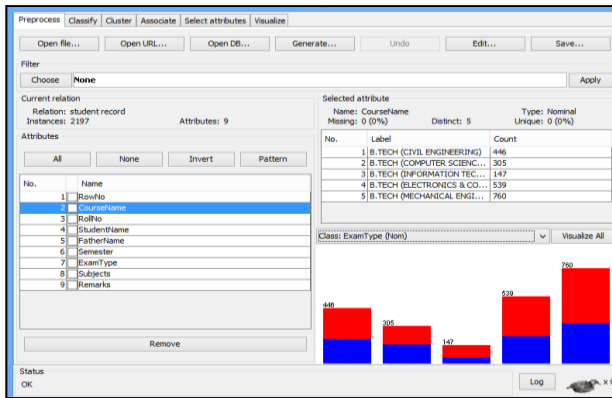 Preprocess Classify Cluster Associate Select attributes Visualize
Open file... Open URL... Open DB... Generate... Undo Edit... Save...
Filter
Choose None Apply
Current relation
Relation: student record
Instances: 2197 Attributes: 9
Attributes
All None Invert Pattern
No. Name
1 RowNo
2 CourseName
3 RollNo
4 StudentName
5 FatherName
6 Semester
7 ExamType
8 Subjects
9 Remarks
Remove
Selected attribute
Name: CourseName Type: Nominal
Missing: 0 (0%) Distinct: 5 Unique: 0 (0%)
No. Label Count
1 B.TECH (CIVIL ENGINEERING) 446
2 B.TECH (COMPUTER SCIENC... 305
3 B.TECH (INFORMATION TEC... 147
4 B.TECH (ELECTRONICS & CO... 539
5 B.TECH (MECHANICAL ENGI... 760
Class: ExamType (Nom) Visualize All
446 305 147 539 760
Status
OK Log x 0